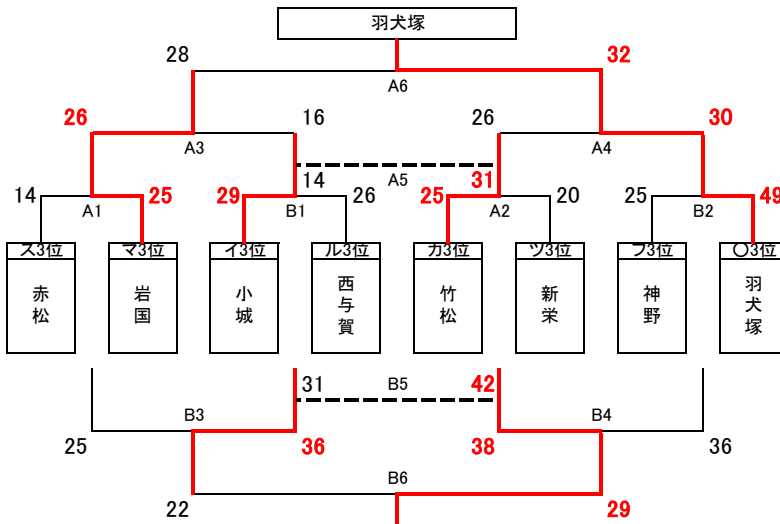 羽犬塚
28 32
A6
26 16 26 30
A3 A4
A5
14 25 29 14 26 31 25 20 25 49
A1 B1 A2 B2
ス3位 マ3位 イ3位 ル3位 カ3位 ツ3位 フ3位 〇3位
赤松 岩国 小城 西与賀 竹松 新栄 神野 羽犬塚
31 B5 42
B3 B4
25 36 38 36
B6
22 29